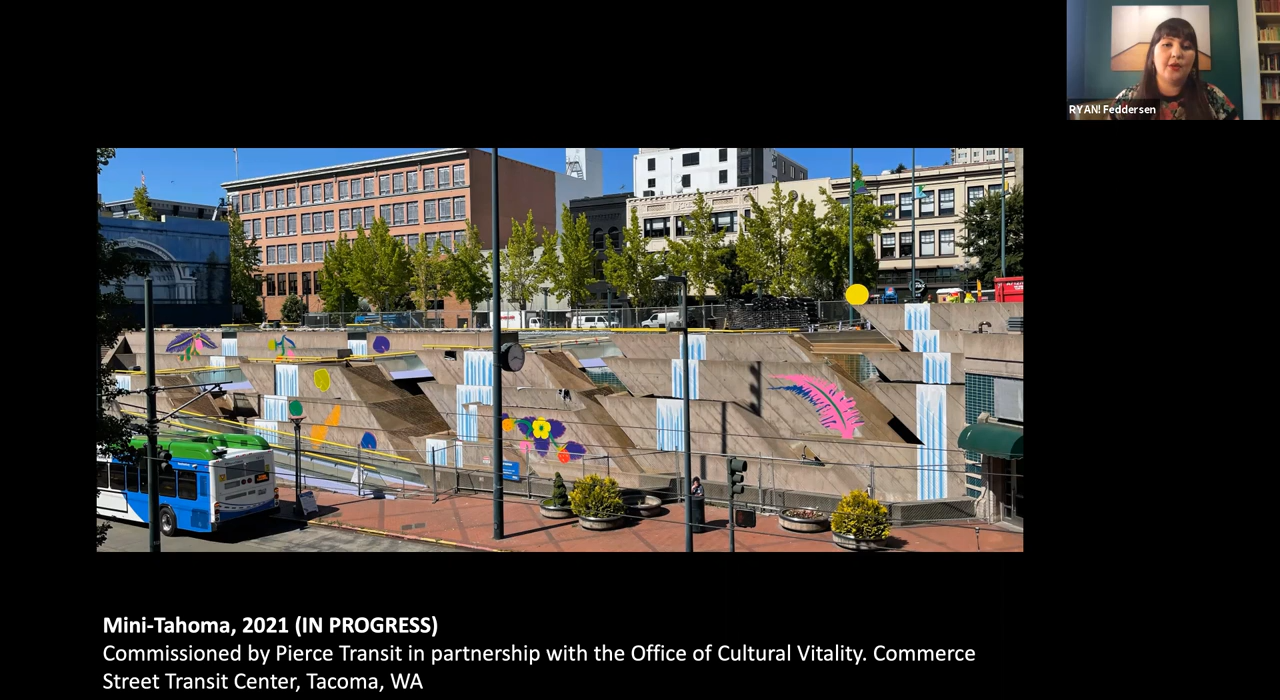 RYAN! Feddersen
Mini-Tahoma, 2021 (IN PROGRESS)
Commissioned by Pierce Transit in partnership with the Office of Cultural Vitality. Commerce
Street Transit Center, Tacoma, WA